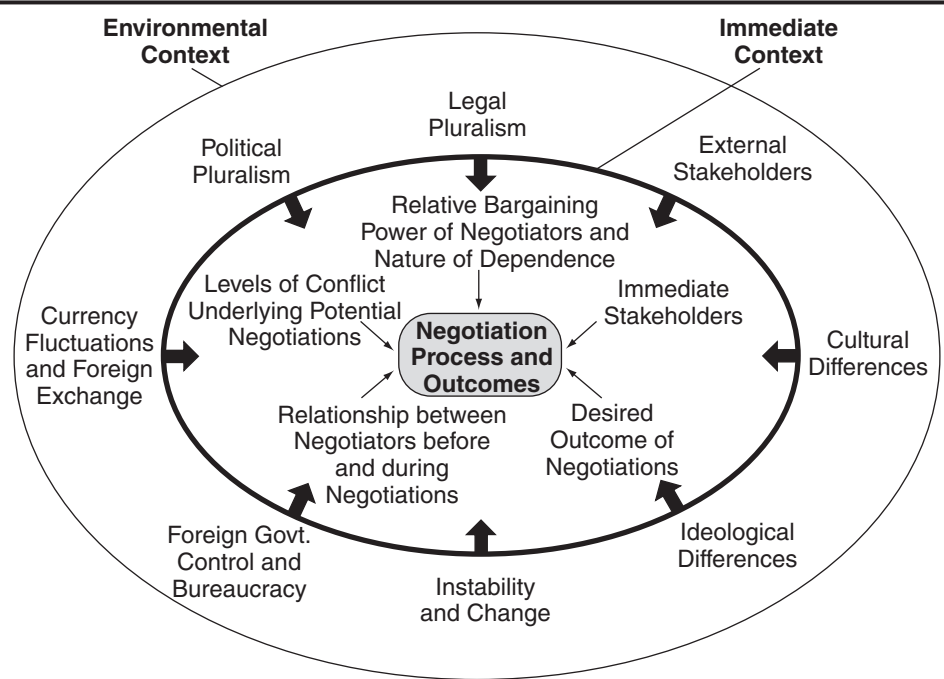 Environmental
Context
Immediate
Context
Legal
Pluralism
Political
Pluralism
External
Stakeholders
Relative Bargaining
Power of Negotiators and
Nature of Dependence
Levels of Conflict
Underlying Potential
Negotiations
Immediate
Stakeholders
Currency
Fluctuations
and Foreign
Exchange
Negotiation
Process and
Outcomes
Cultural
Differences
Relationship between
Negotiators before
and during
Negotiations
Desired
Outcome of
Negotiations
Foreign Govt.
Control and
Bureaucracy
Instability
and Change
Ideological
Differences